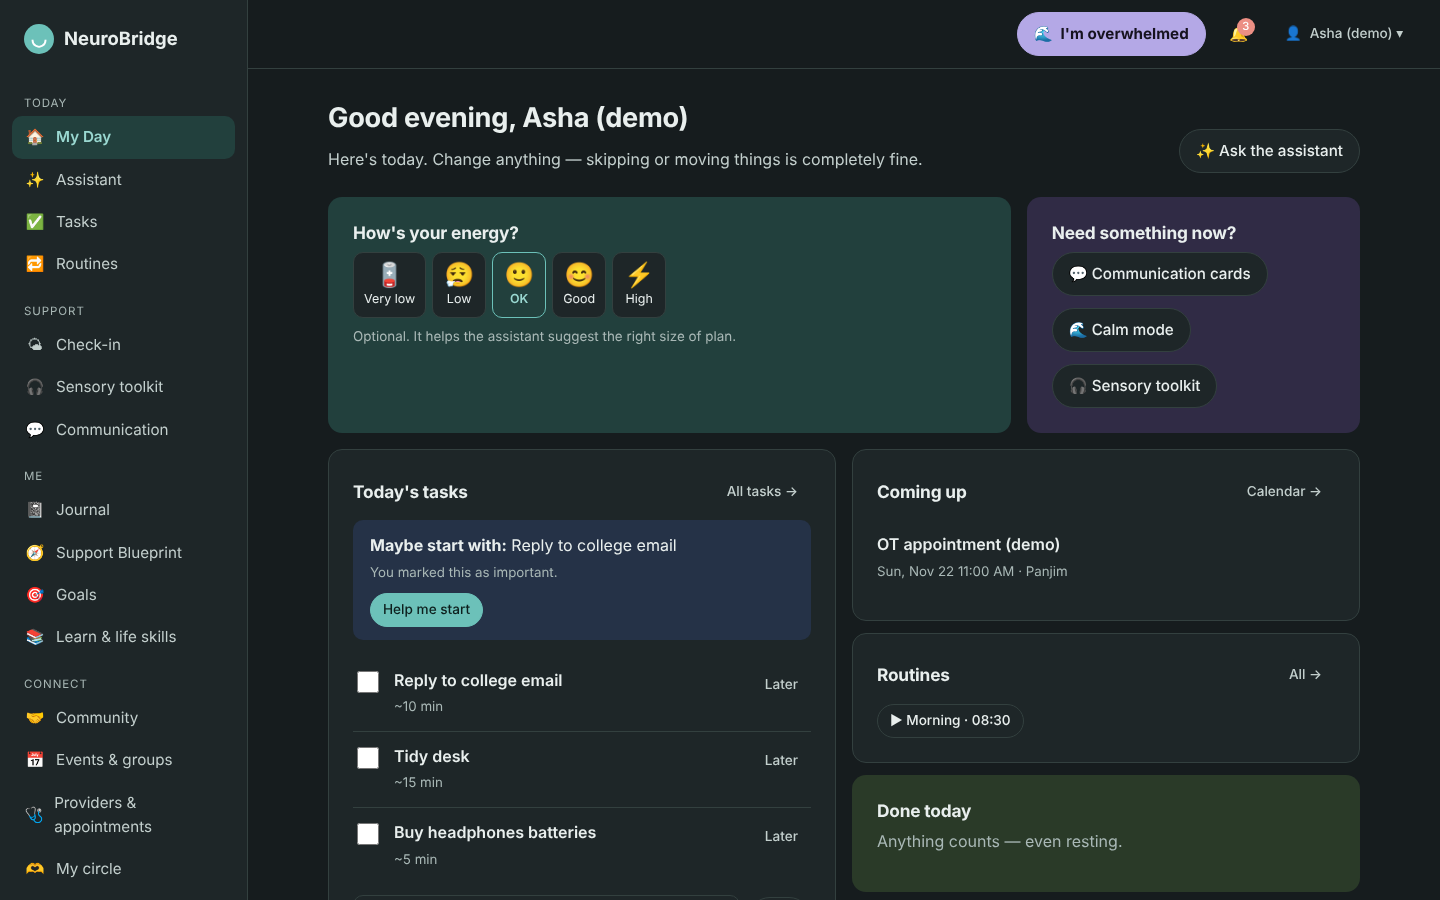 NeuroBridge
TODAY
My Day
Assistant
Tasks
Routines
SUPPORT
Check-in
Sensory toolkit
Communication
ME
Journal
Support Blueprint
Goals
Learn & life skills
CONNECT
Community
Events & groups
Providers &
appointments
My circle
I'm overwhelmed
3
Asha (demo) ▾
Good evening, Asha (demo)
Here's today. Change anything — skipping or moving things is completely fine.
Ask the assistant
How's your energy?
Very low
Low
OK
Good
High
Optional. It helps the assistant suggest the right size of plan.
Need something now?
Communication cards
Calm mode
Sensory toolkit
Today's tasks
All tasks →
Maybe start with: Reply to college email
You marked this as important.
Help me start
Reply to college email
Later
~10 min
Tidy desk
Later
~15 min
Buy headphones batteries
Later
~5 min
Coming up
Calendar →
OT appointment (demo)
Sun, Nov 22 11:00 AM · Panjim
Routines
All →
▶ Morning · 08:30
Done today
Anything counts — even resting.